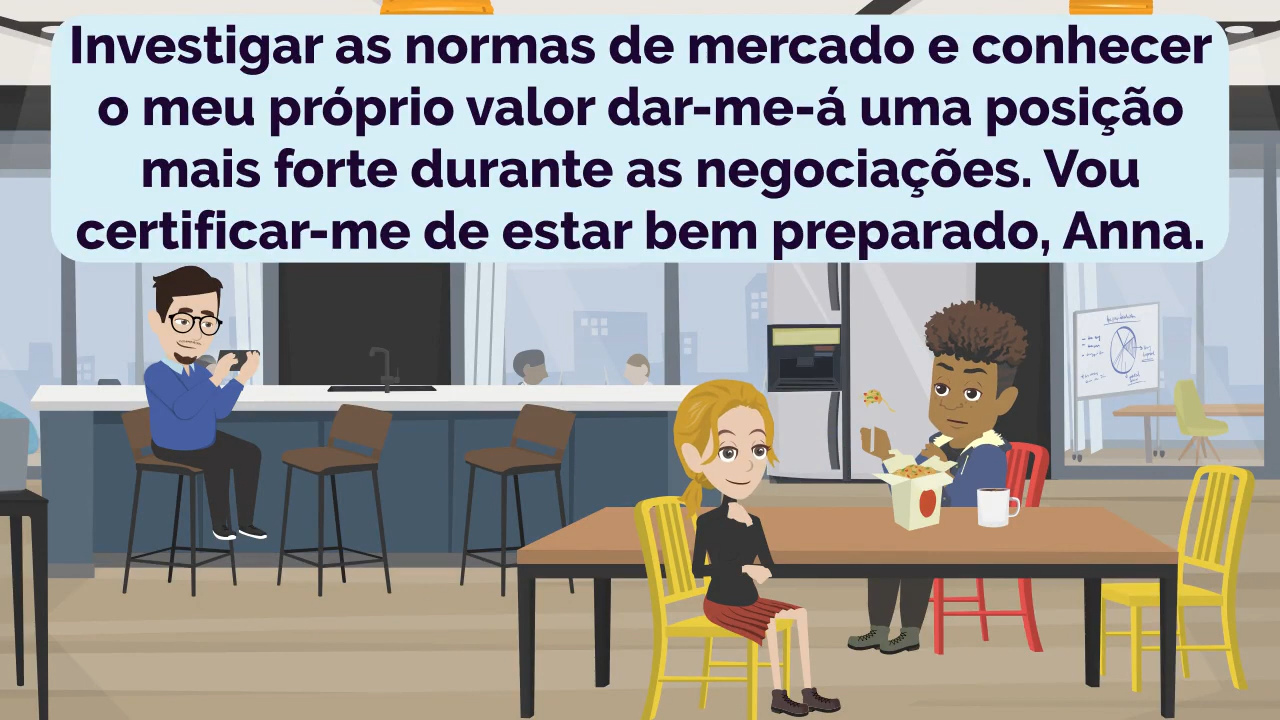 Investigar as normas de mercado e conhecer
o meu próprio valor dar-me-á uma posição
mais forte durante as negociações. Vou
certificar-me de estar bem preparado, Anna.